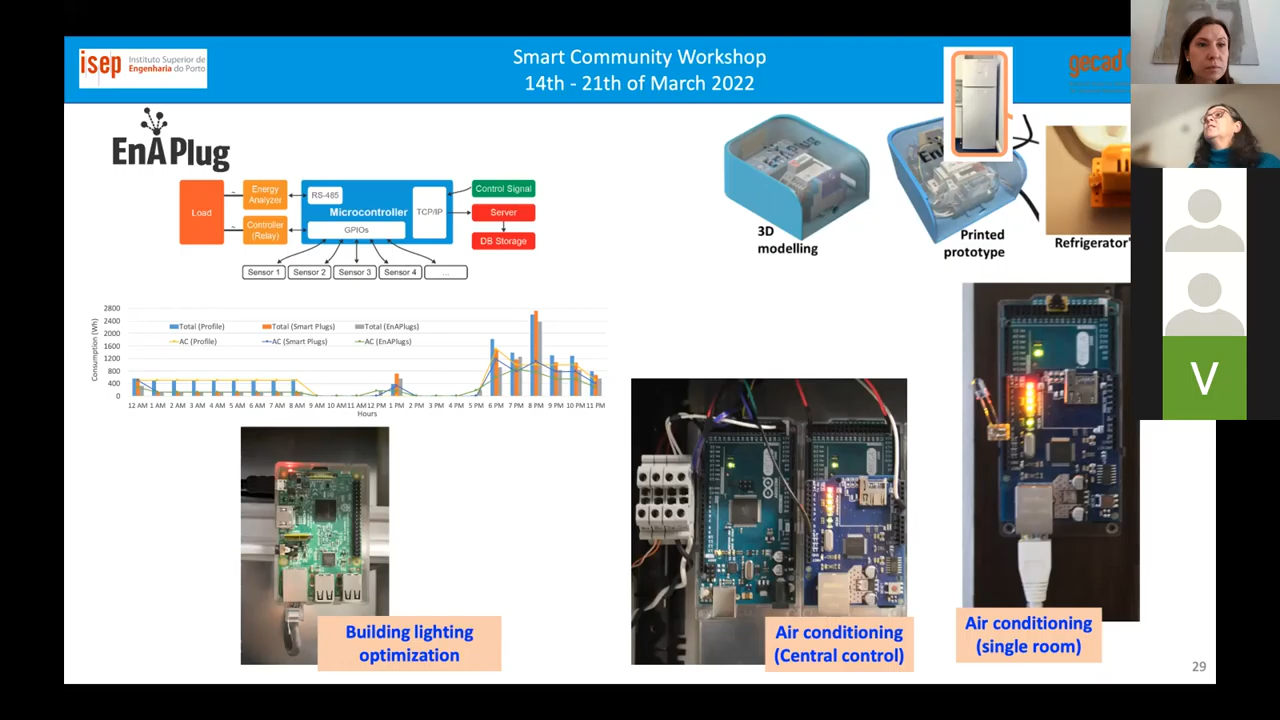 isep Instituto Superior de
Engenharia do Porto
Smart Community Workshop
14th - 21th of March 2022
gecad
EnAPlug
Load
~
~
Energy
Analyzer
Controller
(Relay)
RS-485
Microcontroller
GPIOs
TCP/IP
Control Signal
Server
DB Storage
Sensor 1
Sensor 2
Sensor 3
Sensor 4
...
3D
modelling
Printed
prototype
Refrigerator'
Consumption (Wh)
2800
2400
2000
1600
1200
800
400
0
Total (Profile)
Total (Smart Plugs)
Total (EnAPlugs)
AC (Profile)
AC (Smart Plugs)
AC (EnAPlugs)
12 AM 1 AM 2 AM 3 AM 4 AM 5 AM 6 AM 7 AM 8 AM 9 AM 10 AM 11 AM 12 PM 1 PM 2 PM 3 PM 4 PM 5 PM 6 PM 7 PM 8 PM 9 PM 10 PM 11 PM
Hours
Building lighting
optimization
Air conditioning
(Central control)
Air conditioning
(single room)
29
V